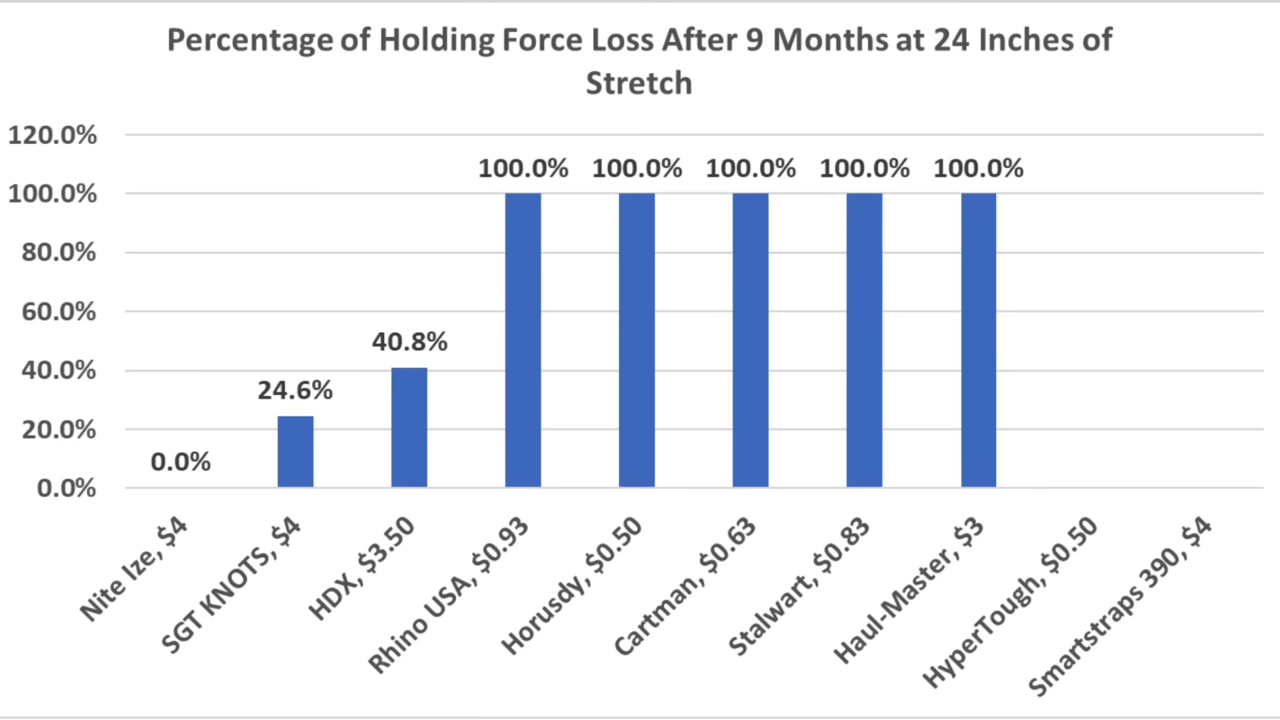 Percentage of Holding Force Loss After 9 Months at 24 Inches of
Stretch
120.0%
100.0%
80.0%
60.0%
40.0%
20.0%
0.0%
0.0%
24.6%
40.8%
100.0%
100.0%
100.0%
100.0%
100.0%
Nite Ize, $4
SGT KNOTS, $4
HDX, $3.50
Rhino USA, $0.93
Horusdy, $0.50
Cartman, $0.63
Stalwart, $0.83
Haul-Master, $3
HyperTough, $0.50
Smartstraps 390, $4